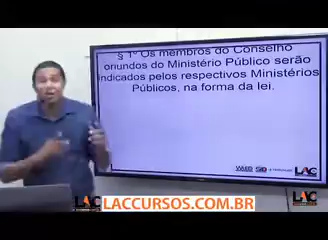 § 1º Os membros do Conselho
oriundos do Ministério Público serão
indicados pelos respectivos Ministérios
Públicos, na forma da lei.
LAC
LACCURSOS.COM.BR
LAC